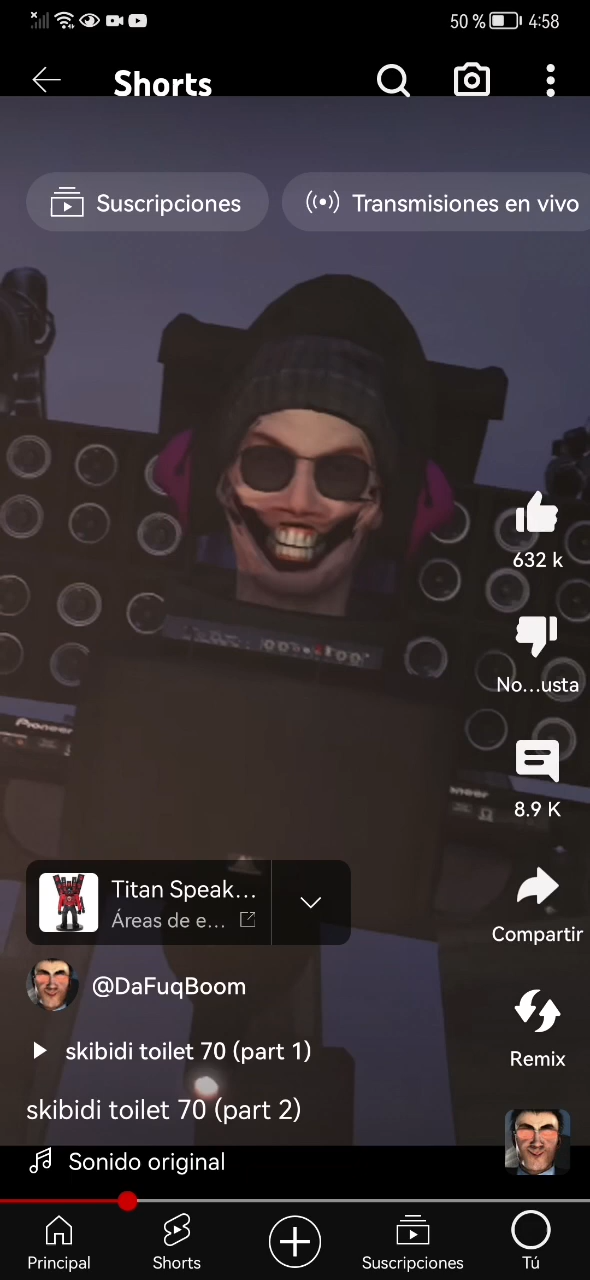 50 % 4:58
Shorts
Suscripciones
Transmisiones en vivo
632 k
No...usta
Pioneer
8.9 K
Titan Speak...
Áreas de e...
Compartir
@DaFuqBoom
skibidi toilet 70 (part 1)
Remix
skibidi toilet 70 (part 2)
Sonido original
Principal
Shorts
Suscripciones
Tú